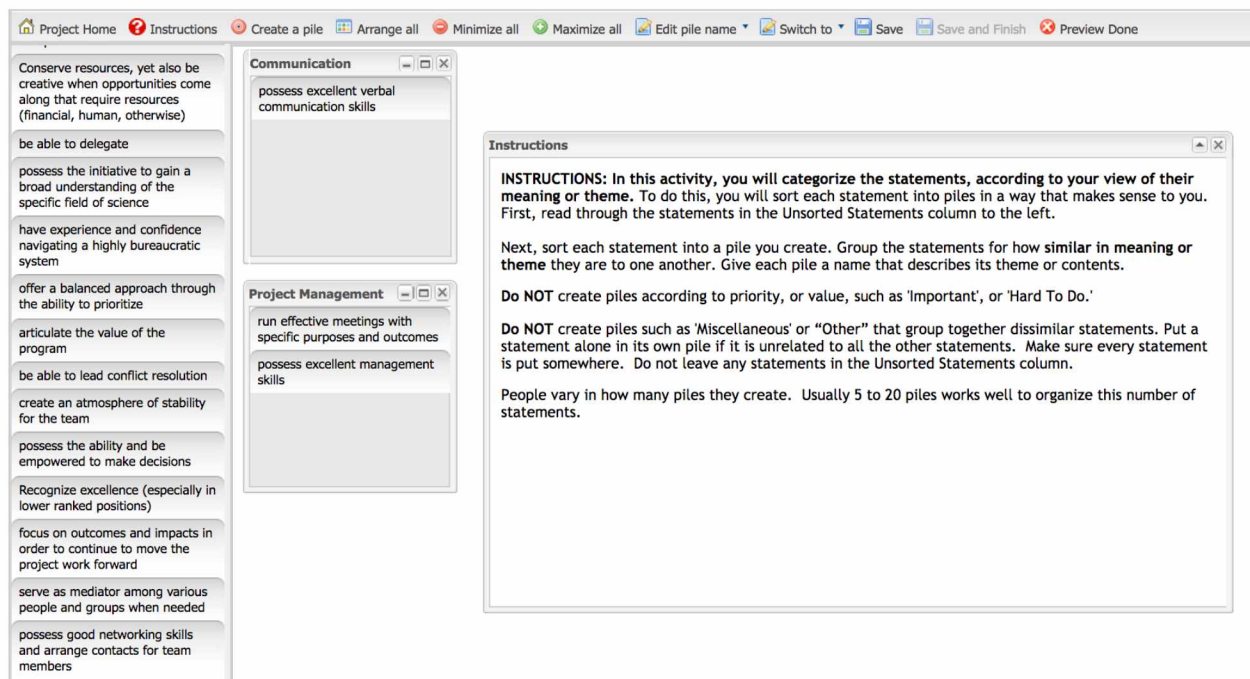 Project Home Instructions Create a pile Arrange all Minimize all Maximize all Edit pile name Switch to Save Save and Finish Preview Done
Conserve resources, yet also be
creative when opportunities come
along that require resources
(financial, human, otherwise)
be able to delegate
possess the initiative to gain a
broad understanding of the
specific field of science
have experience and confidence
navigating a highly bureaucratic
system
offer a balanced approach through
the ability to prioritize
articulate the value of the
program
be able to lead conflict resolution
create an atmosphere of stability
for the team
possess the ability and be
empowered to make decisions
Recognize excellence (especially in
lower ranked positions)
focus on outcomes and impacts in
order to continue to move the
project work forward
serve as mediator among various
people and groups when needed
possess good networking skills
and arrange contacts for team
members
Communication
possess excellent verbal
communication skills
Project Management
run effective meetings with
specific purposes and outcomes
possess excellent management
skills
Instructions
INSTRUCTIONS: In this activity, you will categorize the statements, according to your view of their
meaning or theme. To do this, you will sort each statement into piles in a way that makes sense to you.
First, read through the statements in the Unsorted Statements column to the left.
Next, sort each statement into a pile you create. Group the statements for how similar in meaning or
theme they are to one another. Give each pile a name that describes its theme or contents.
Do NOT create piles according to priority, or value, such as 'Important', or 'Hard To Do.'
Do NOT create piles such as 'Miscellaneous' or “Other” that group together dissimilar statements. Put a
statement alone in its own pile if it is unrelated to all the other statements. Make sure every statement
is put somewhere. Do not leave any statements in the Unsorted Statements column.
People vary in how many piles they create. Usually 5 to 20 piles works well to organize this number of
statements.